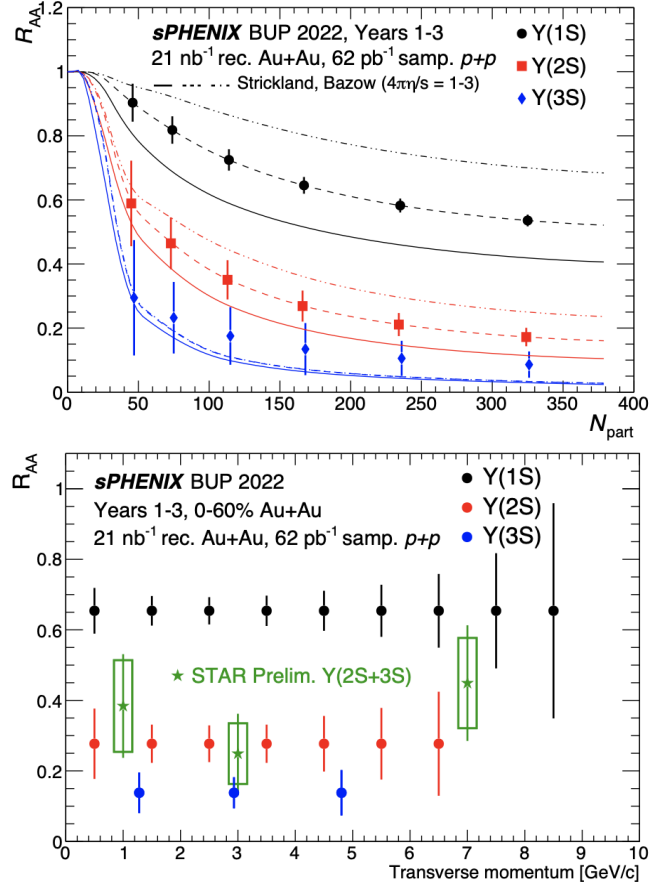 R_AA
1.2
1
0.8
0.6
0.4
0.2
0
sPHENIX BUP 2022, Years 1-3
21 nb⁻¹ rec. Au+Au, 62 pb⁻¹ samp. p+p
Strickland, Bazow (4πη/s = 1-3)
Y(1S)
Y(2S)
Y(3S)
0 50 100 150 200 250 300 350 400
N_part
R_AA
1
0.8
0.6
0.4
0.2
0
sPHENIX BUP 2022
Years 1-3, 0-60% Au+Au
21 nb⁻¹ rec. Au+Au, 62 pb⁻¹ samp. p+p
Y(1S)
Y(2S)
Y(3S)
STAR Prelim. Y(2S+3S)
0 1 2 3 4 5 6 7 8 9 10
Transverse momentum [GeV/c]